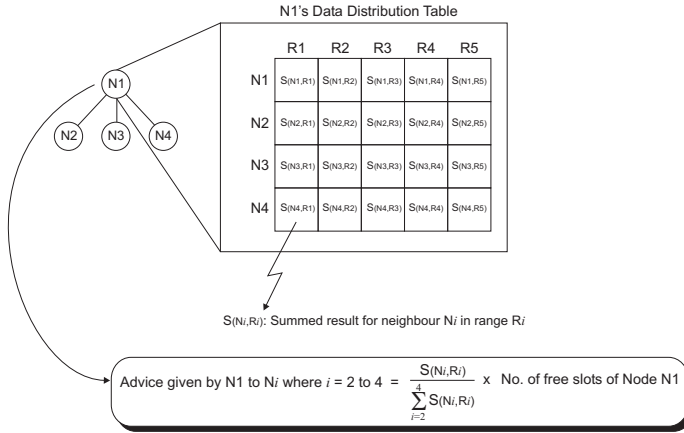 N1's Data Distribution Table
R1 R2 R3 R4 R5
N1 S(N1,R1) S(N1,R2) S(N1,R3) S(N1,R4) S(N1,R5)
N2 S(N2,R1) S(N2,R2) S(N2,R3) S(N2,R4) S(N2,R5)
N3 S(N3,R1) S(N3,R2) S(N3,R3) S(N3,R4) S(N3,R5)
N4 S(N4,R1) S(N4,R2) S(N4,R3) S(N4,R4) S(N4,R5)
N1
N2 N3 N4
S(Ni,Ri): Summed result for neighbour Ni in range Ri
Advice given by N1 to Ni where i = 2 to 4 = S(Ni,Ri) / 4∑i=2 S(Ni,Ri) x No. of free slots of Node N1